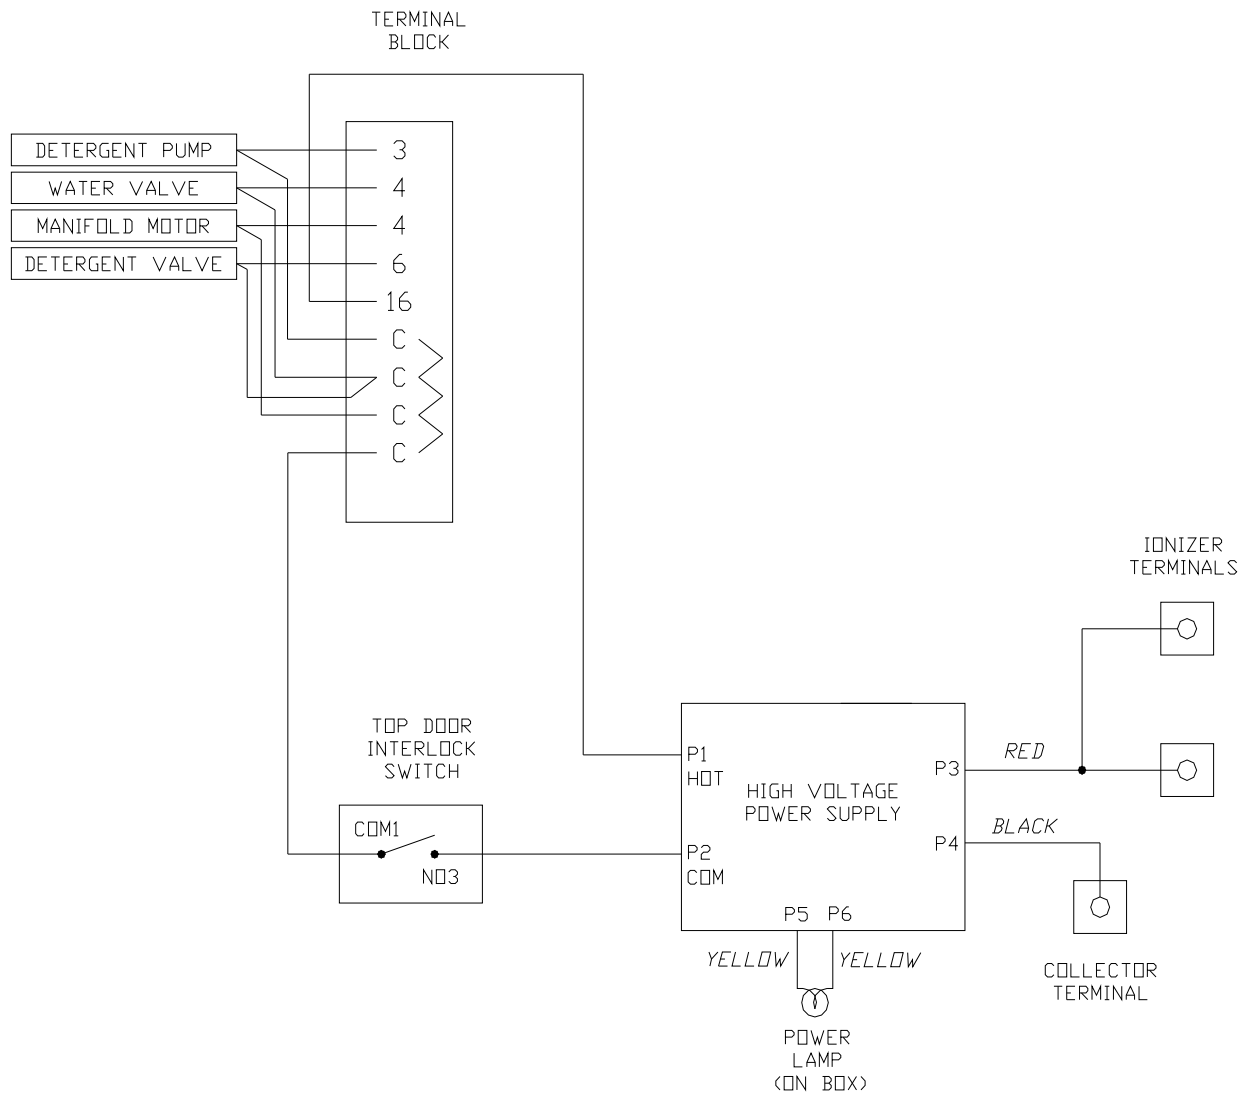 TERMINAL
BLOCK
DETERGENT PUMP
3
WATER VALVE
4
MANIFOLD MOTOR
4
DETERGENT VALVE
6
16
C
C
C
C
IONIZER
TERMINALS
TOP DOOR
INTERLOCK
SWITCH
COM1
NO3
P1
HOT
P2
COM
HIGH VOLTAGE
POWER SUPPLY
P3
RED
P4
BLACK
P5 P6
YELLOW YELLOW
POWER
LAMP
(ON BOX)
COLLECTOR
TERMINAL